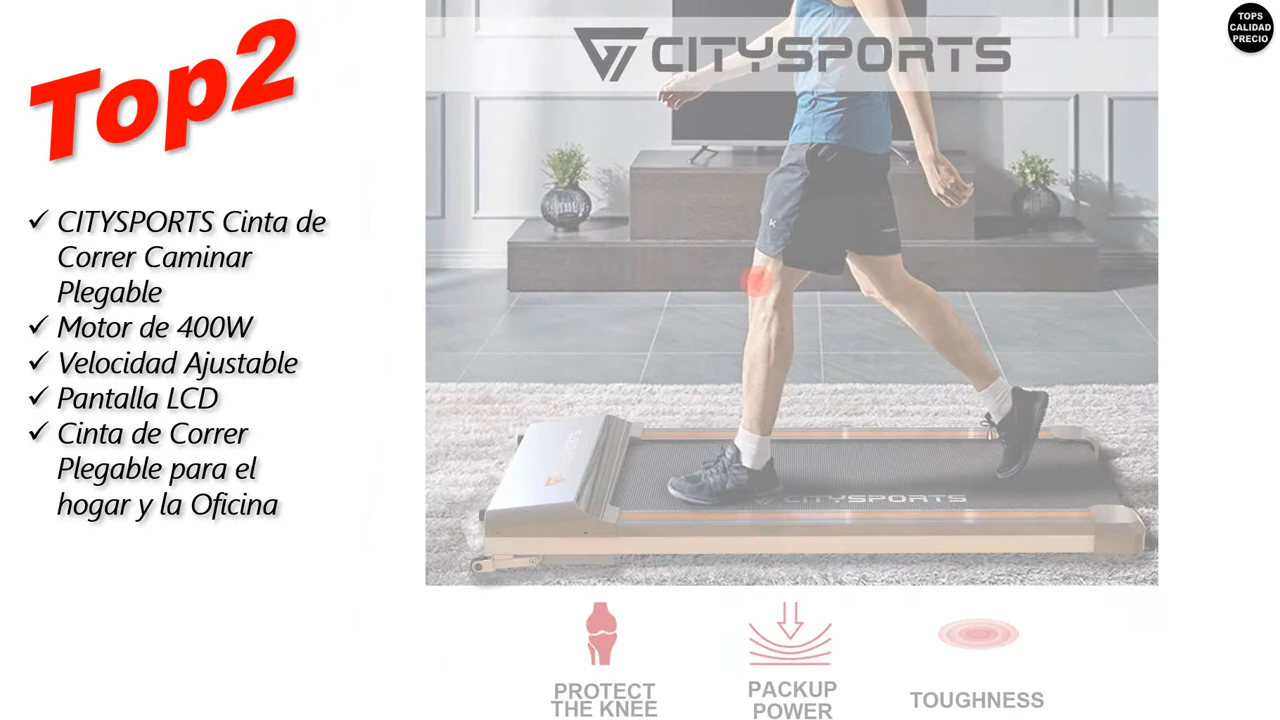 Top2
CITYSPORTS
TOPS
CALIDAD
PRECIO
✓ CITYSPORTS Cinta de
Correr Caminar
Plegable
✓ Motor de 400W
✓ Velocidad Ajustable
✓ Pantalla LCD
✓ Cinta de Correr
Plegable para el
hogar y la Oficina
CITYSPORTS
PROTECT
THE KNEE
PACKUP
POWER
TOUGHNESS